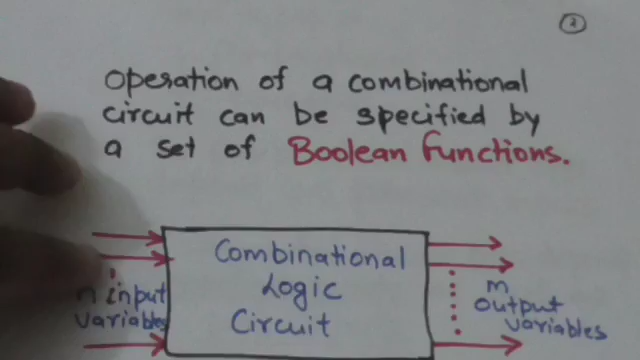 2
Operation of a combinational
circuit can be specified by
a set of Boolean functions.
Combinational
Logic
Circuit
n input
variables
m
output
variables